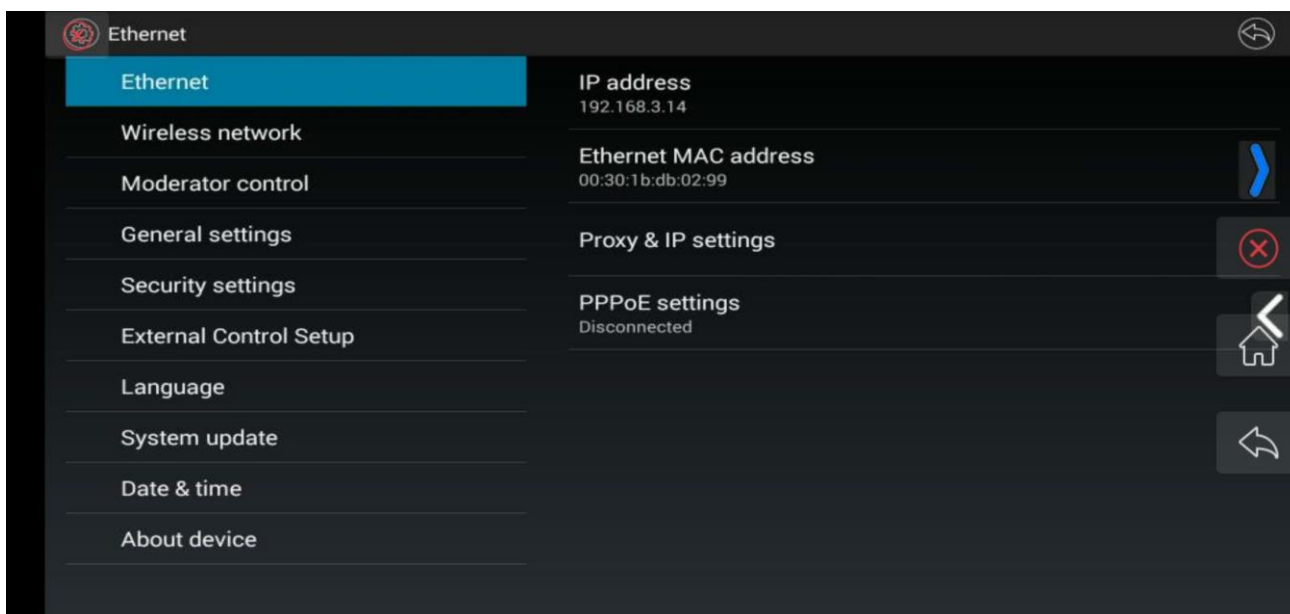 Ethernet
Ethernet
Wireless network
Moderator control
General settings
Security settings
External Control Setup
Language
System update
Date & time
About device
IP address
192.168.3.14
Ethernet MAC address
00:30:1b:db:02:99
Proxy & IP settings
PPPoE settings
Disconnected